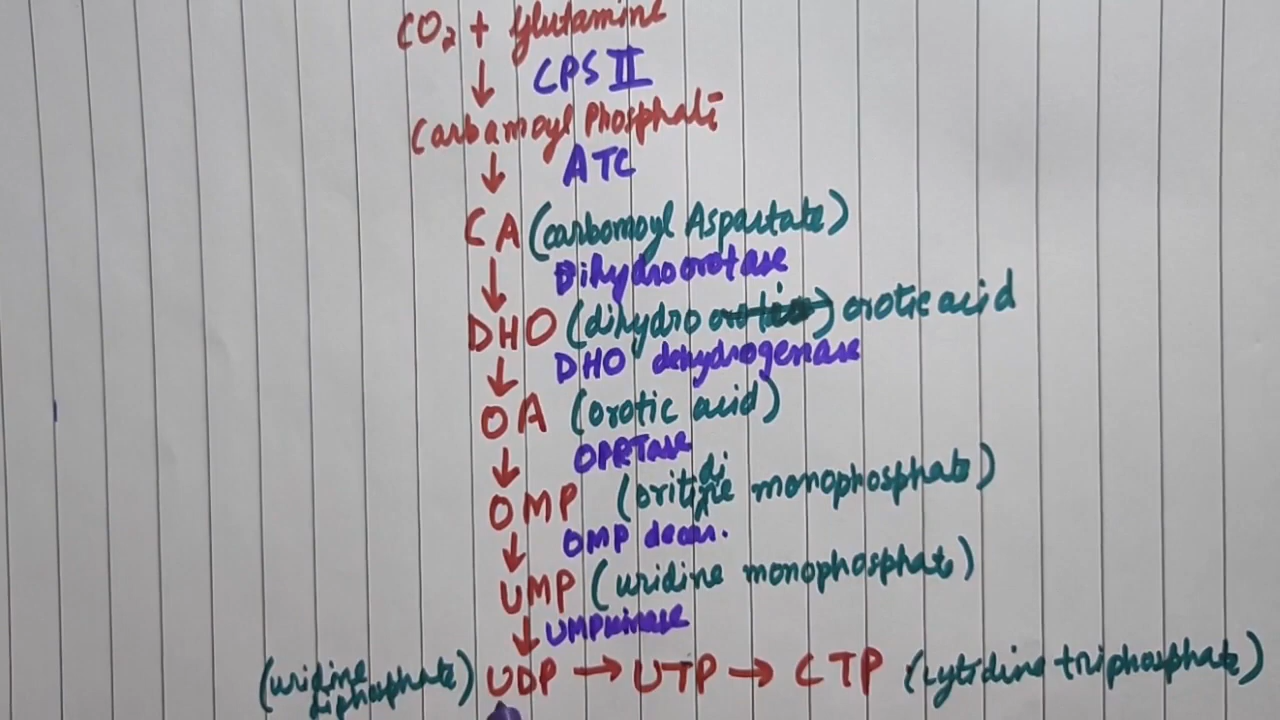 CO2 + Glutamine
↓ CPS II
Carbamoyl Phosphate
↓ ATC
CA (carbomoyl Aspartate)
↓ Dihydroorotase
DHO (dihydro orotic acid
↓ DHO dehydrogenase
OA (orotic acid)
↓ OPRTase
OMP (oritidine monophosphate)
↓ OMP decar.
UMP (uridine monophosphate)
↓ UMP kinase
(uridine diphosphate) UDP → UTP → CTP (cytidine triphosphate)